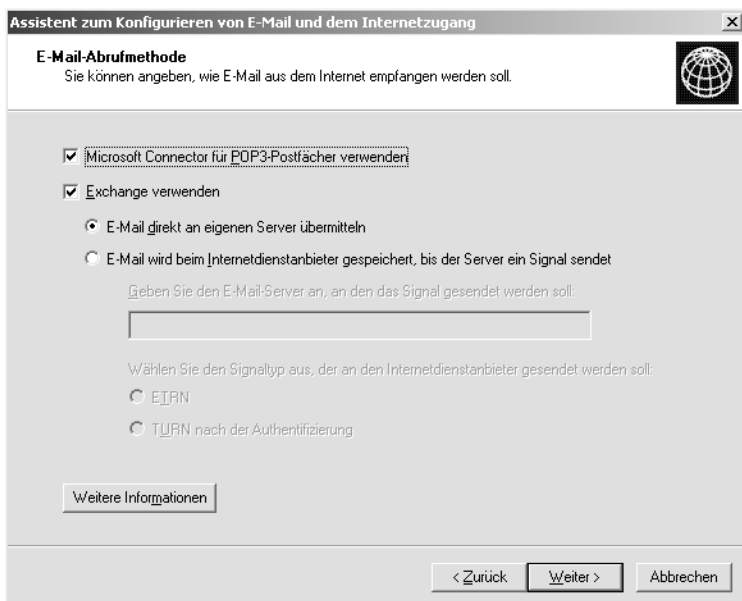 Assistent zum Konfigurieren von E-Mail und dem Internetzugang
E-Mail-Abrufmethode
Sie können angeben, wie E-Mail aus dem Internet empfangen werden soll.
Microsoft Connector für POP3-Postfächer verwenden
Exchange verwenden
E-Mail direkt an eigenen Server übermitteln
E-Mail wird beim Internetdienstanbieter gespeichert, bis der Server ein Signal sendet
Geben Sie den E-Mail-Server an, an den das Signal gesendet werden soll:
Wählen Sie den Signaltyp aus, der an den Internetdienstanbieter gesendet werden soll:
ETRN
TURN nach der Authentifizierung
Weitere Informationen
< Zurück Weiter > Abbrechen